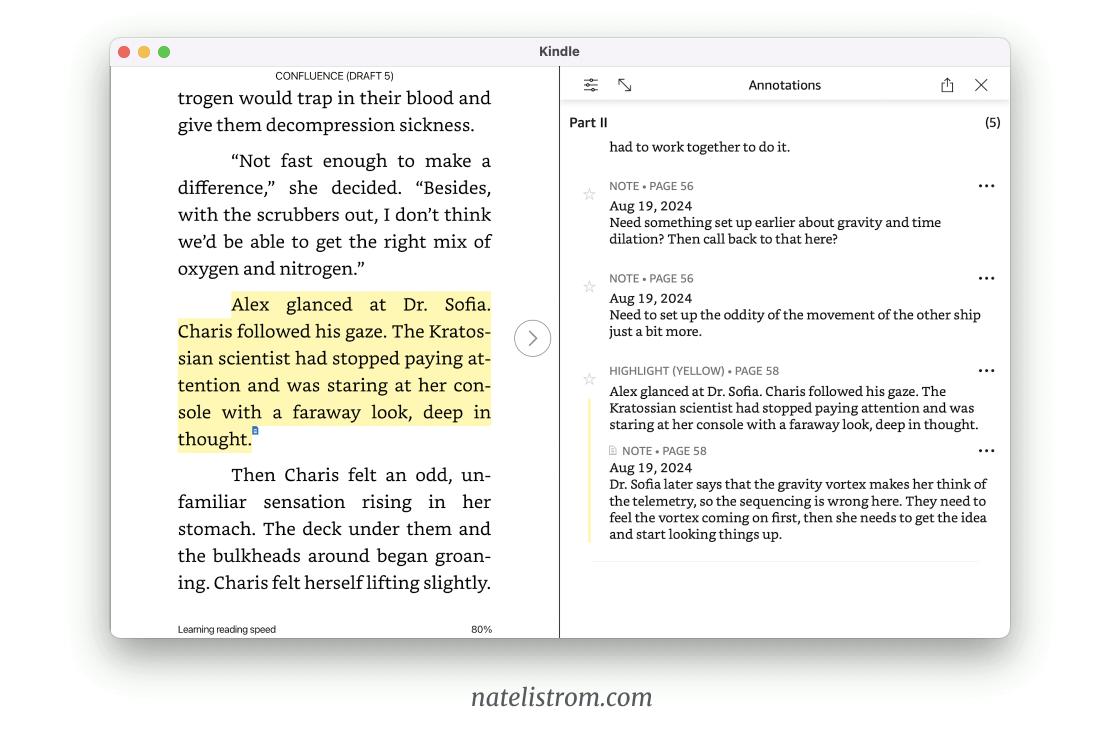 Kindle
CONFLUENCE (DRAFT 5)
trogen would trap in their blood and
give them decompression sickness.
“Not fast enough to make a
difference,” she decided. “Besides,
with the scrubbers out, I don’t think
we’d be able to get the right mix of
oxygen and nitrogen.”
Alex glanced at Dr. Sofia.
Charis followed his gaze. The Kratos-
sian scientist had stopped paying at-
tention and was staring at her con-
sole with a faraway look, deep in
thought.
Then Charis felt an odd, un-
familiar sensation rising in her
stomach. The deck under them and
the bulkheads around began groan-
ing. Charis felt herself lifting slightly.
Learning reading speed
80%
Annotations
Part II
(5)
had to work together to do it.
NOTE • PAGE 56
Aug 19, 2024
Need something set up earlier about gravity and time
dilation? Then call back to that here?
NOTE • PAGE 56
Aug 19, 2024
Need to set up the oddity of the movement of the other ship
just a bit more.
HIGHLIGHT (YELLOW) • PAGE 58
Alex glanced at Dr. Sofia. Charis followed his gaze. The
Kratossian scientist had stopped paying attention and was
staring at her console with a faraway look, deep in thought.
NOTE • PAGE 58
Aug 19, 2024
Dr. Sofia later says that the gravity vortex makes her think of
the telemetry, so the sequencing is wrong here. They need to
feel the vortex coming on first, then she needs to get the idea
and start looking things up.
natelistrom.com